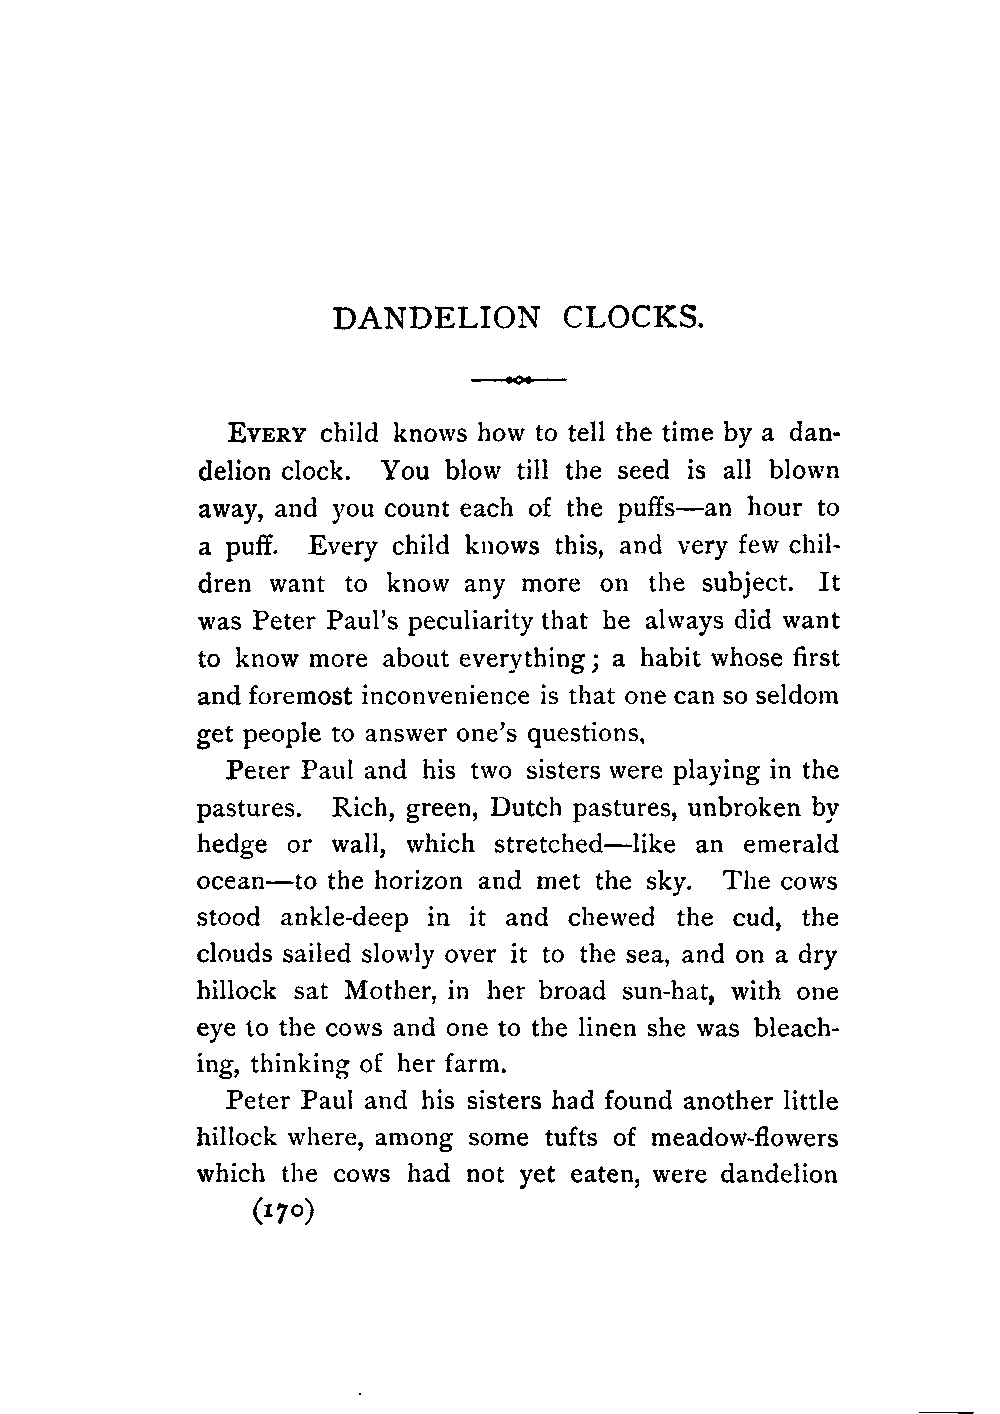 DANDELION CLOCKS.
EVERY child knows how to tell the time by a dan-
delion clock. You blow till the seed is all blown
away, and you count each of the puffs—an hour to
a puff. Every child knows this, and very few chil-
dren want to know any more on the subject. It
was Peter Paul's peculiarity that he always did want
to know more about everything; a habit whose first
and foremost inconvenience is that one can so seldom
get people to answer one's questions,
Peter Paul and his two sisters were playing in the
pastures. Rich, green, Dutch pastures, unbroken by
hedge or wall, which stretched—like an emerald
ocean—to the horizon and met the sky. The cows
stood ankle-deep in it and chewed the cud, the
clouds sailed slowly over it to the sea, and on a dry
hillock sat Mother, in her broad sun-hat, with one
eye to the cows and one to the linen she was bleach-
ing, thinking of her farm.
Peter Paul and his sisters had found another little
hillock where, among some tufts of meadow-flowers
which the cows had not yet eaten, were dandelion
(170)